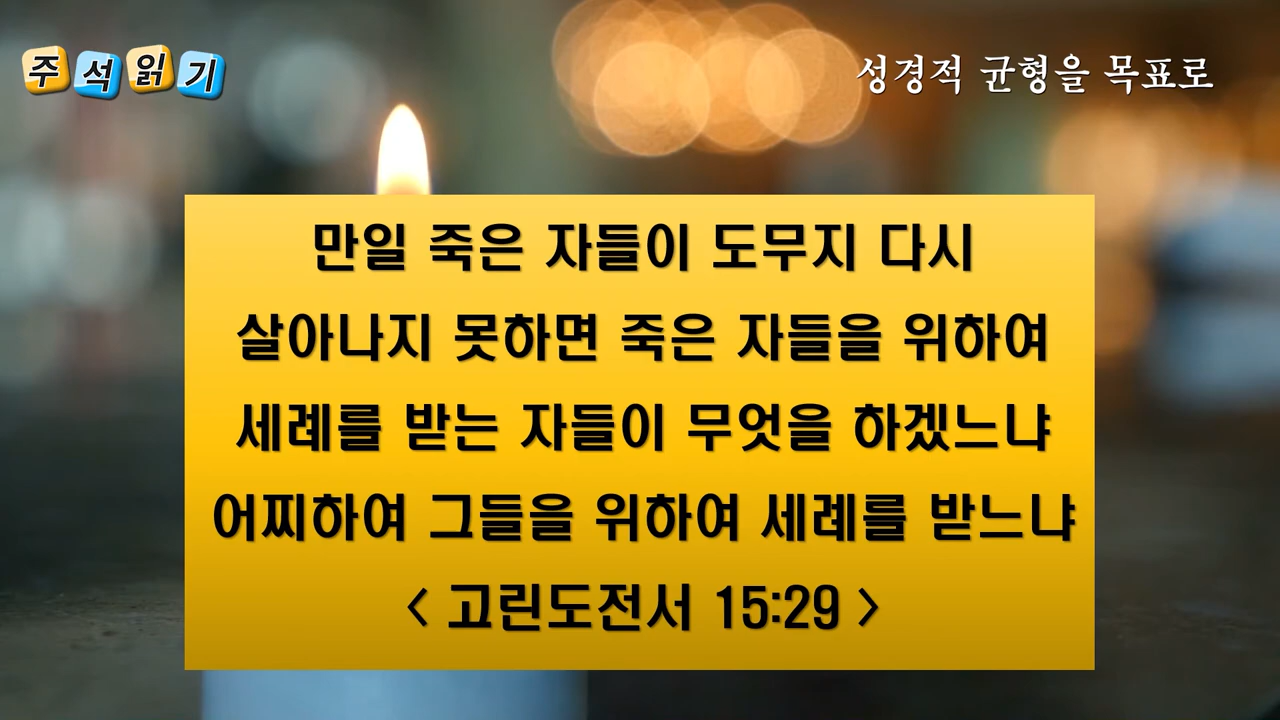 주석읽기
성경적 균형을 목표로
만일 죽은 자들이 도무지 다시
살아나지 못하면 죽은 자들을 위하여
세례를 받는 자들이 무엇을 하겠느냐
어찌하여 그들을 위하여 세례를 받느냐
< 고린도전서 15:29 >